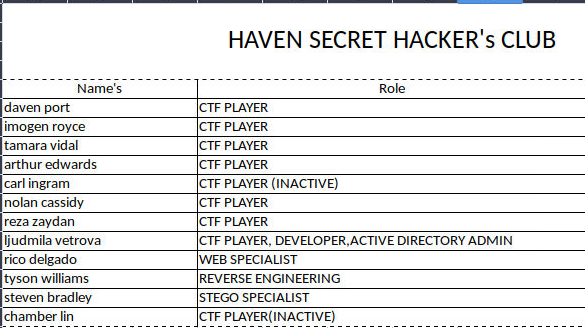 HAVEN SECRET HACKER's CLUB
Name's Role
daven port CTF PLAYER
imogen royce CTF PLAYER
tamara vidal CTF PLAYER
arthur edwards CTF PLAYER
carl ingram CTF PLAYER (INACTIVE)
nolan cassidy CTF PLAYER
reza zaydan CTF PLAYER
ljudmila vetrova CTF PLAYER, DEVELOPER,ACTIVE DIRECTORY ADMIN
rico delgado WEB SPECIALIST
tyson williams REVERSE ENGINEERING
steven bradley STEGO SPECIALIST
chamber lin CTF PLAYER(INACTIVE)